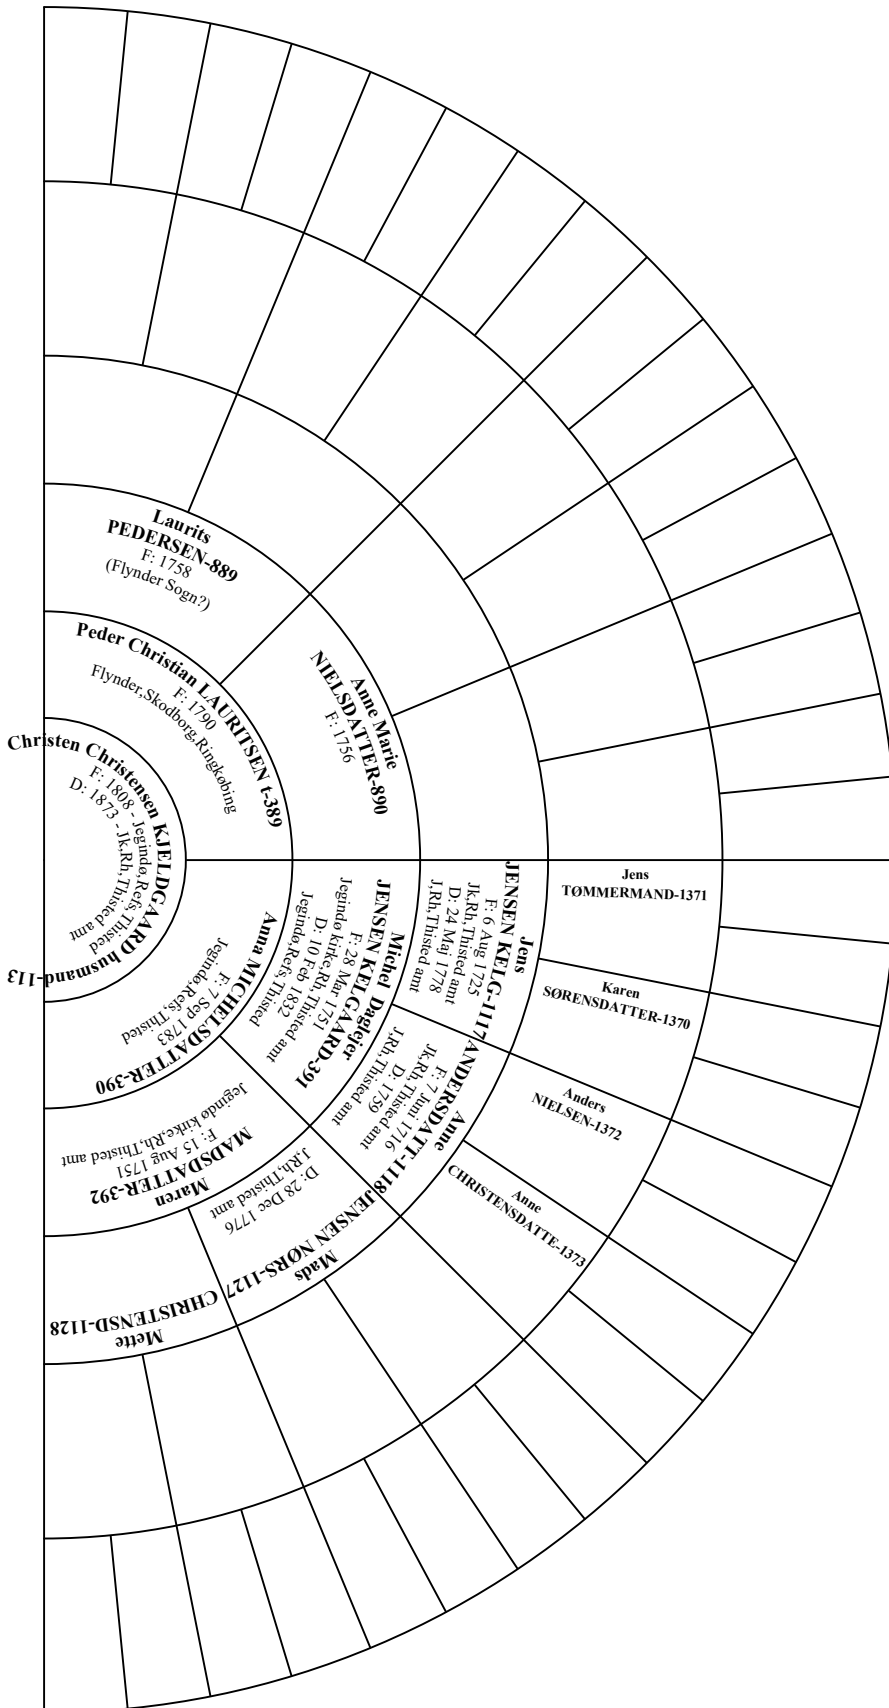 Christen Christensen KJELDGAARD husmand-113
F: 1808 - Jegindø,Refs,Thisted
D: 1873 - Jk,Rh,Thisted amt
Peder Christian LAURITSEN t-389
F: 1790
Flynder,Skodborg,Ringkøbing
Anna MICHELSDATTER-390
F: 7 Sep 1783
Jegindø,Refs,Thisted
Laurits
PEDERSEN-889
F: 1758
(Flynder Sogn?)
Anne Marie
NIELSDATTER-890
F: 1756
Michel Daglejer
JENSEN KELGAARD-391
F: 28 Mar 1751
Jegindø kirke,Rh,Thisted amt
D: 10 Feb 1832
Jegindø,Refs,Thisted
Maren
MADSDATTER-392
F: 15 Aug 1751
Jegindø kirke,Rh,Thisted amt
Jens
JENSEN KELG-1117
F: 6 Aug 1725
Jk,Rh,Thisted amt
D: 24 Maj 1778
J,Rh,Thisted amt
Anne
ANDERSDATT-1118
F: 7 Juni 1716
Jk,Rh,Thisted amt
D: 1759
J,Rh,Thisted amt
Mads
JENSEN NØRS-1127
D: 28 Dec 1776
J,Rh,Thisted amt
Mette
CHRISTENSD-1128
Jens
TØMMERMAND-1371
Karen
SØRENSDATTER-1370
Anders
NIELSEN-1372
Anne
CHRISTENSDATTE-1373